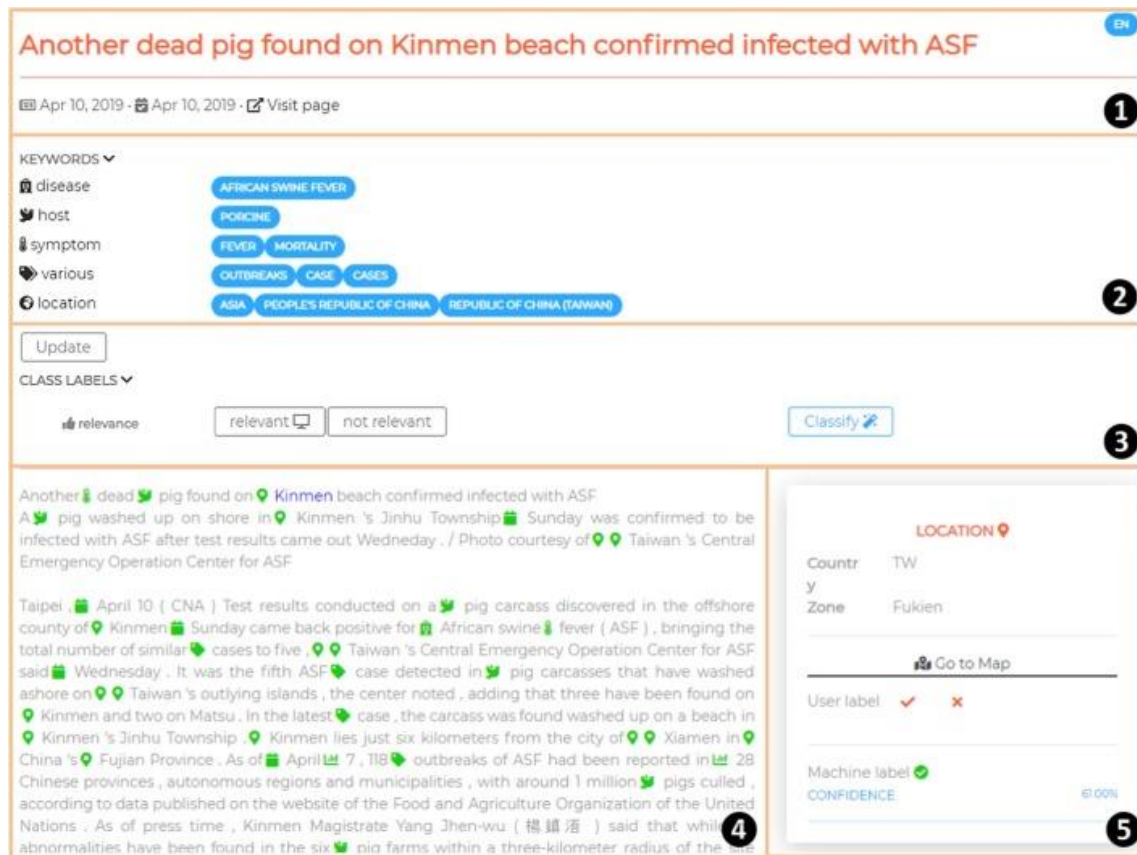 EN
Another dead pig found on Kinmen beach confirmed infected with ASF
Apr 10, 2019 · Apr 10, 2019 · Visit page
1
KEYWORDS
disease AFRICAN SWINE FEVER
host PORCINE
symptom FEVER MORTALITY
various OUTBREAKS CASE CASES
location ASIA PEOPLE'S REPUBLIC OF CHINA REPUBLIC OF CHINA (TAIWAN)
2
Update
CLASS LABELS
relevance relevant not relevant Classify
3
Another dead pig found on Kinmen beach confirmed infected with ASF
A pig washed up on shore in Kinmen 's Jinhu Township Sunday was confirmed to be
infected with ASF after test results came out Wedneday . / Photo courtesy of Taiwan 's Central
Emergency Operation Center for ASF
Taipei , April 10 ( CNA ) Test results conducted on a pig carcass discovered in the offshore
county of Kinmen Sunday came back positive for African swine fever ( ASF ) , bringing the
total number of similar cases to five , Taiwan 's Central Emergency Operation Center for ASF
said Wednesday . It was the fifth ASF case detected in pig carcasses that have washed
ashore on Taiwan 's outlying islands , the center noted , adding that three have been found on
Kinmen and two on Matsu . In the latest case , the carcass was found washed up on a beach in
Kinmen 's Jinhu Township . Kinmen lies just six kilometers from the city of Xiamen in
China 's Fujian Province . As of April 7 , 118 outbreaks of ASF had been reported in 28
Chinese provinces , autonomous regions and municipalities , with around 1 million pigs culled ,
according to data published on the website of the Food and Agriculture Organization of the United
Nations . As of press time , Kinmen Magistrate Yang Jhen-wu ( 楊鎮浯 ) said that while
abnormalities have been found in the six pig farms within a three-kilometer radius of the site
4
LOCATION
Countr TW
y
Zone Fukien
Go to Map
User label
Machine label
CONFIDENCE 61.00%
5